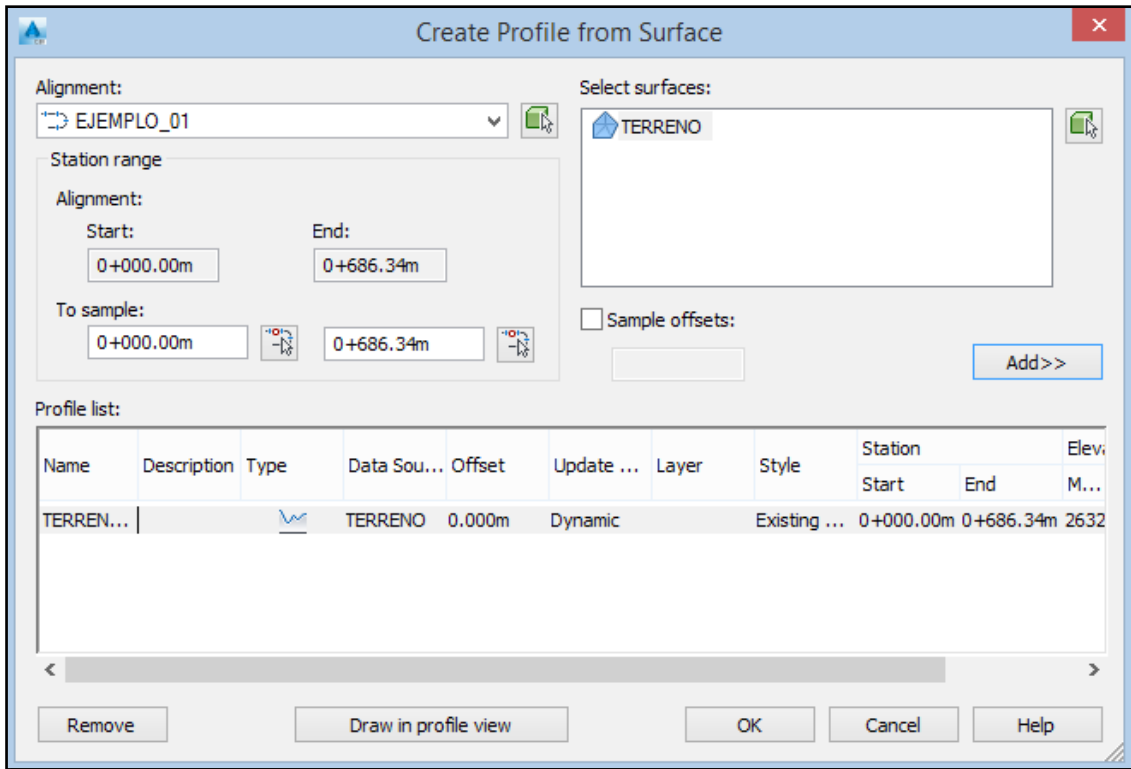 Create Profile from Surface
Alignment:
EJEMPLO_01
Select surfaces:
TERRENO
Station range
Alignment:
Start: End:
0+000.00m 0+686.34m
To sample:
0+000.00m 0+686.34m
Sample offsets:
Add>>
Profile list:
Name Description Type Data Sou... Offset Update ... Layer Style Station Eleva
Start End M...
TERREN... TERRENO 0.000m Dynamic Existing ... 0+000.00m 0+686.34m 2632
Remove Draw in profile view OK Cancel Help